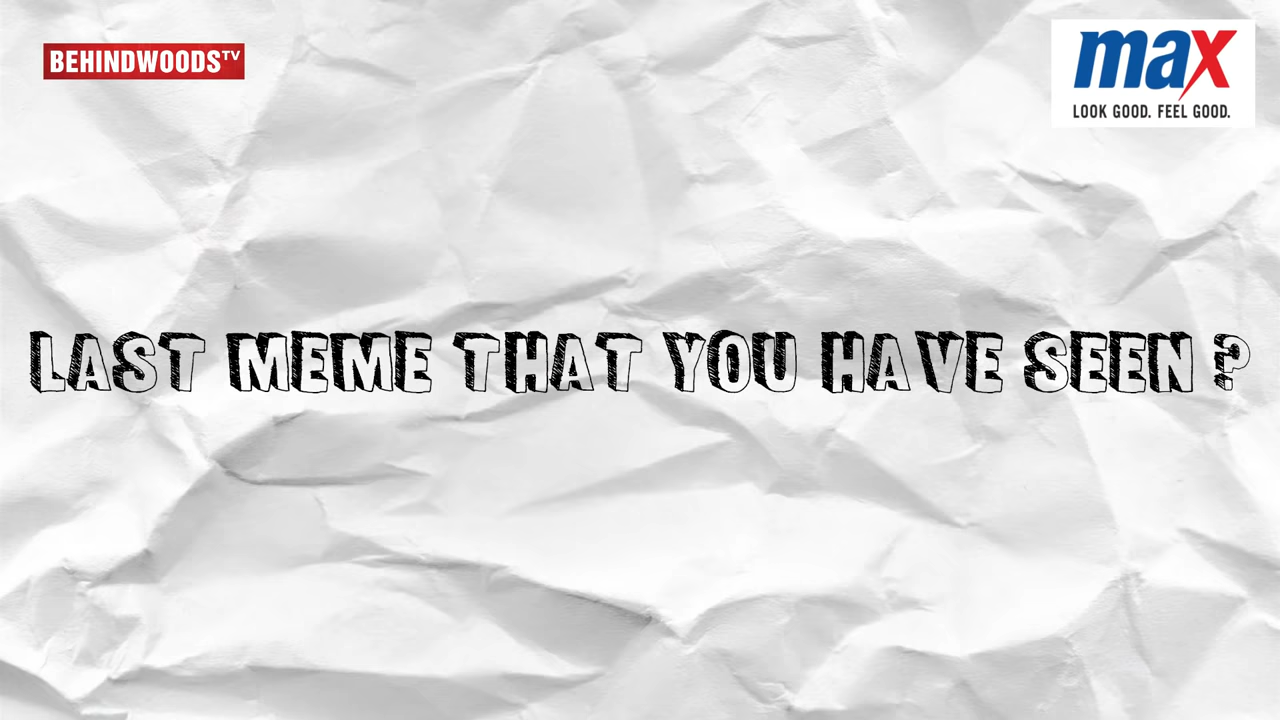 BEHINDWOODS TV
max
LOOK GOOD. FEEL GOOD.
LAST MEME THAT YOU HAVE SEEN ?